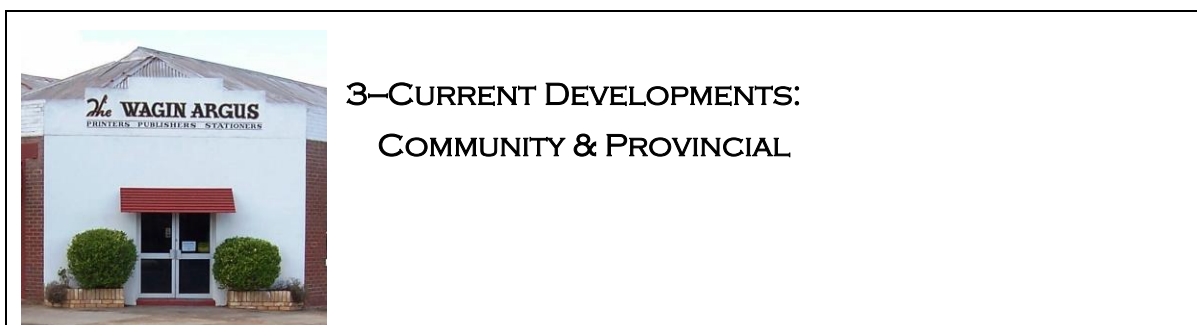 The WAGIN ARGUS
PRINTERS PUBLISHERS STATIONERS
3–CURRENT DEVELOPMENTS:
COMMUNITY & PROVINCIAL